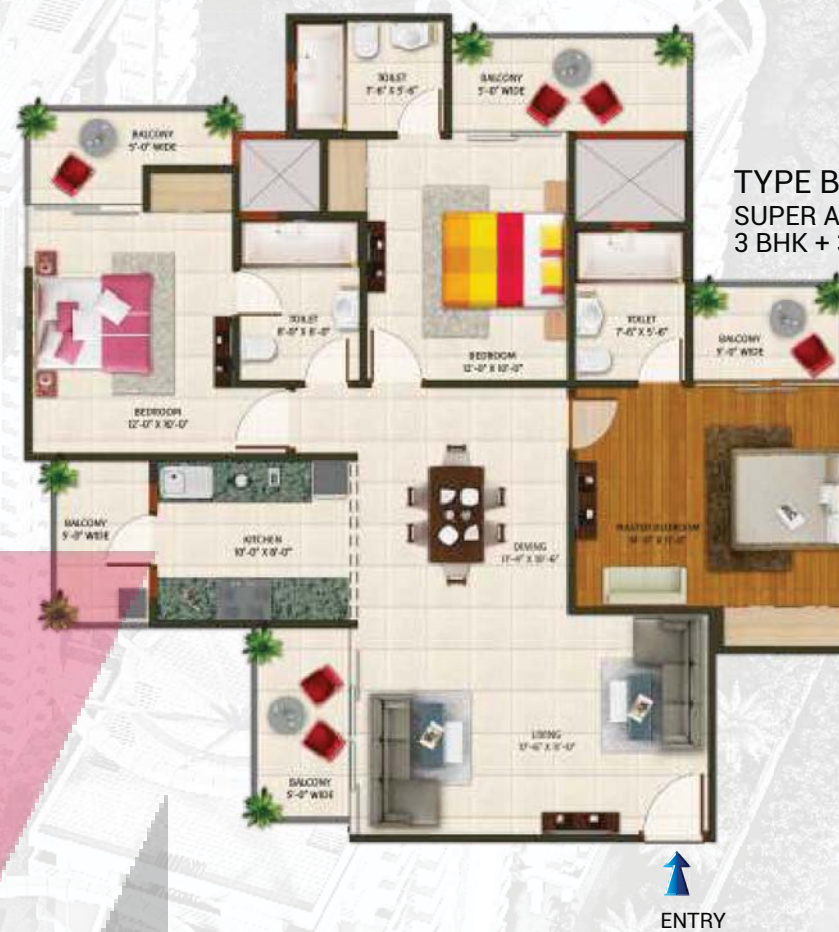 TOILET
7'-6" X 5'-6"
BALCONY
5'-0" WIDE
BALCONY
5'-0" WIDE
TYPE B
SUPER A
3 BHK +
TOILET
8'-0" X 6'-0"
TOILET
7'-6" X 5'-6"
BALCONY
5'-0" WIDE
BEDROOM
12'-0" X 10'-0"
BEDROOM
12'-0" X 10'-0"
BALCONY
5'-0" WIDE
KITCHEN
10'-0" X 8'-0"
DINING
MASTER BEDROOM
LIVING
BALCONY
5'-0" WIDE
ENTRY